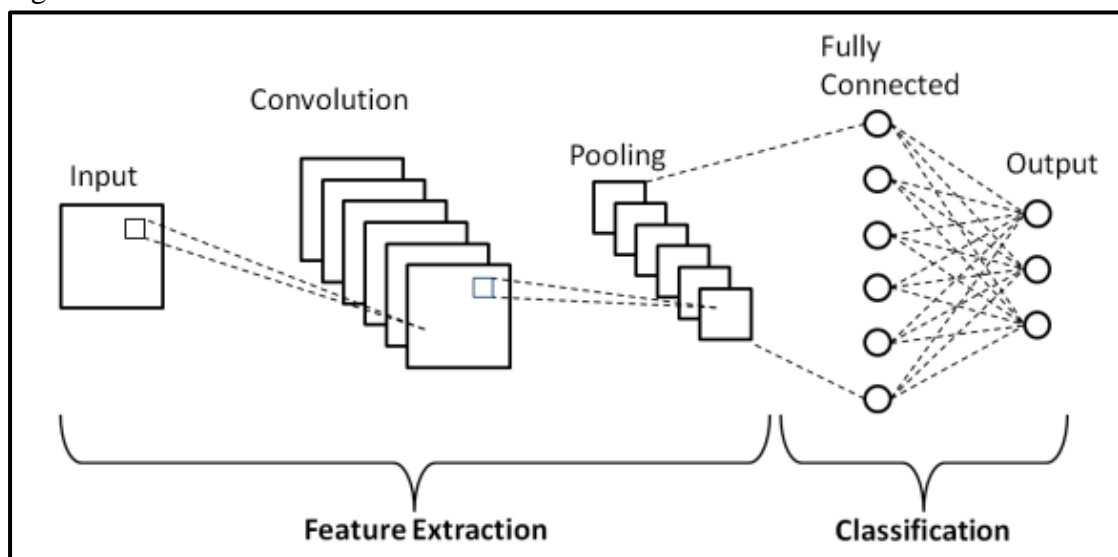 Input
Convolution
Pooling
Fully
Connected
Output
Feature Extraction
Classification